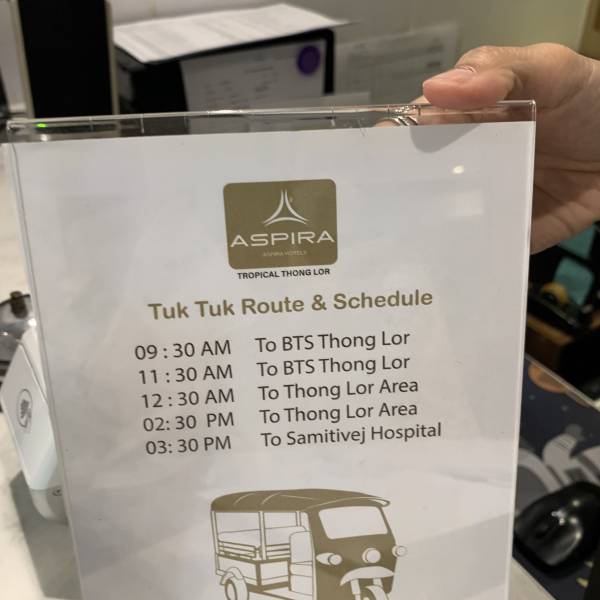 ASPIRA
ASPIRA HOTELS
TROPICAL THONG LOR
Tuk Tuk Route & Schedule
09 : 30 AM To BTS Thong Lor
11 : 30 AM To BTS Thong Lor
12 : 30 AM To Thong Lor Area
02: 30 PM To Thong Lor Area
03: 30 PM To Samitivej Hospital